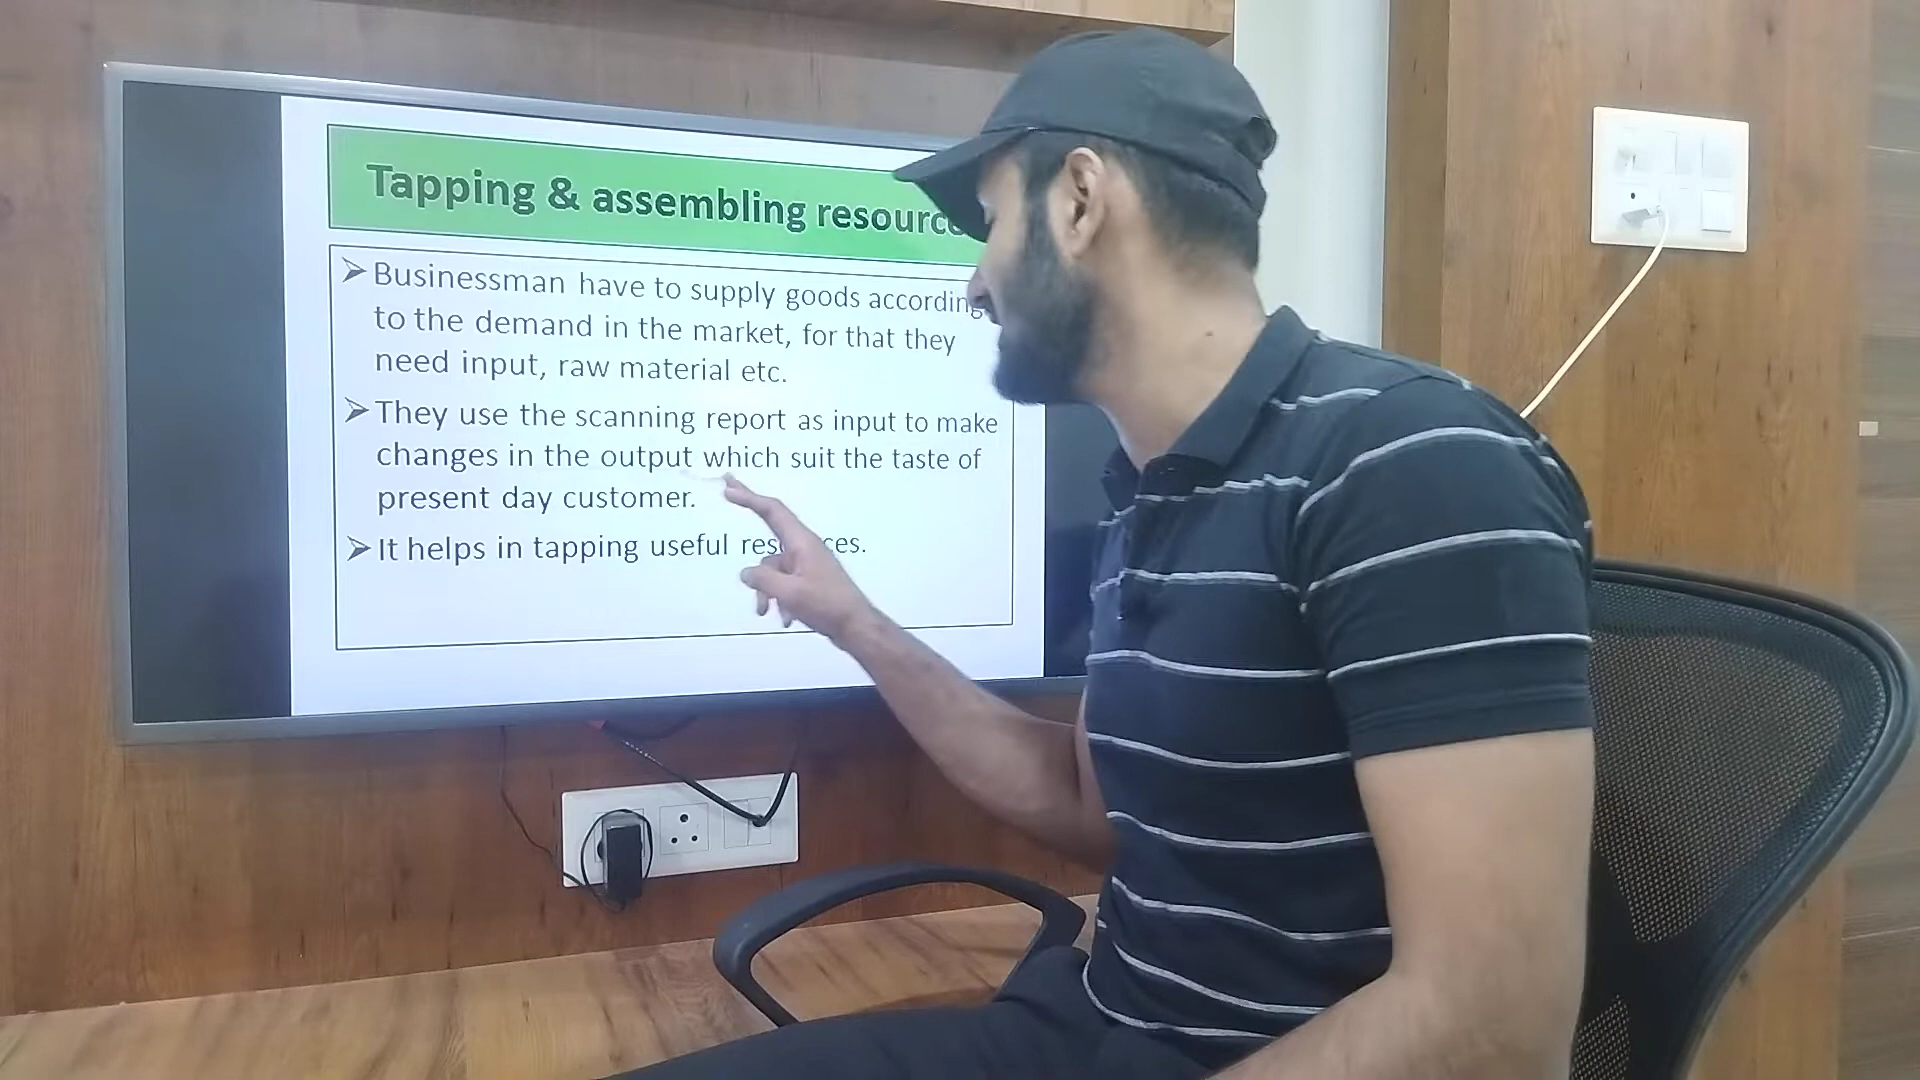 Tapping & assembling resource
➢Businessman have to supply goods according
to the demand in the market, for that they
need input, raw material etc.
➢They use the scanning report as input to make
changes in the output which suit the taste of
present day customer.
➢It helps in tapping useful resources.